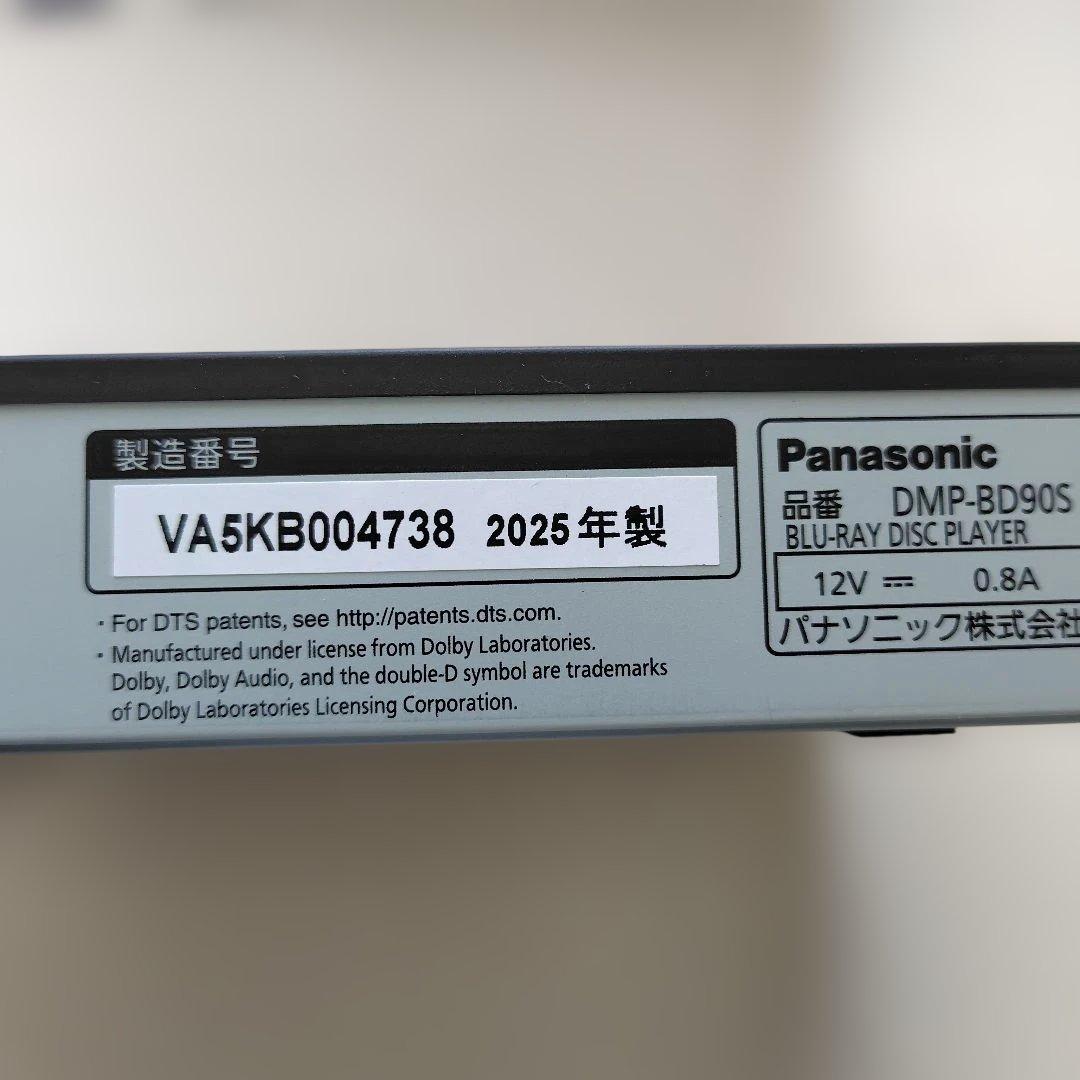 製造番号
VA5KB004738 2025年製
・For DTS patents, see http://patents.dts.com.
・Manufactured under license from Dolby Laboratories.
Dolby, Dolby Audio, and the double-D symbol are trademarks
of Dolby Laboratories Licensing Corporation.
Panasonic
品番 DMP-BD90S
BLU-RAY DISC PLAYER
12V ⎓ 0.8A
パナソニック株式会社